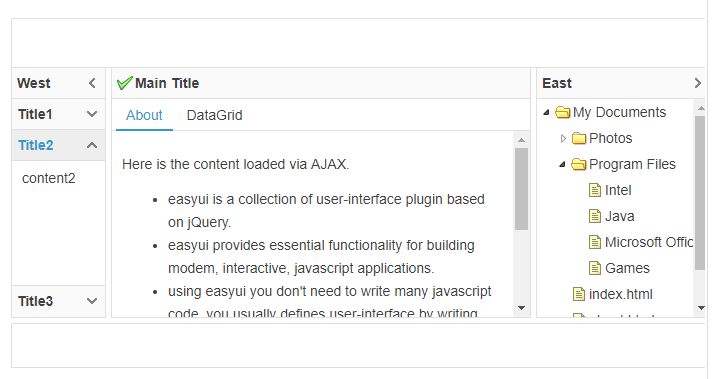 West
Title1
Title2
content2
Title3
Main Title
About DataGrid
Here is the content loaded via AJAX.
easyui is a collection of user-interface plugin based
on jQuery.
easyui provides essential functionality for building
modem, interactive, javascript applications.
using easyui you don't need to write many javascript
code, you usually defines user-interface by writing
East
My Documents
Photos
Program Files
Intel
Java
Microsoft Offic
Games
index.html